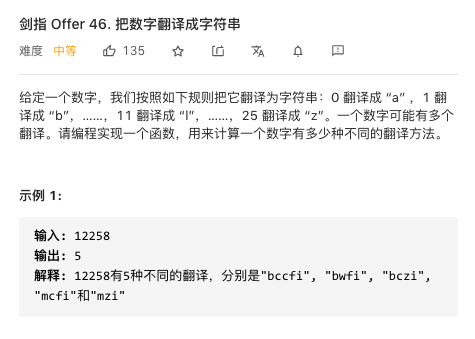 剑指 Offer 46. 把数字翻译成字符串
难度 中等 135
给定一个数字，我们按照如下规则把它翻译为字符串：0 翻译成 “a” ，1 翻
译成 “b”，……，11 翻译成 “l”，……，25 翻译成 “z”。一个数字可能有多个
翻译。请编程实现一个函数，用来计算一个数字有多少种不同的翻译方法。
示例 1:
输入: 12258
输出: 5
解释: 12258有5种不同的翻译，分别是"bccfi", "bwfi", "bczi",
"mcfi"和"mzi"